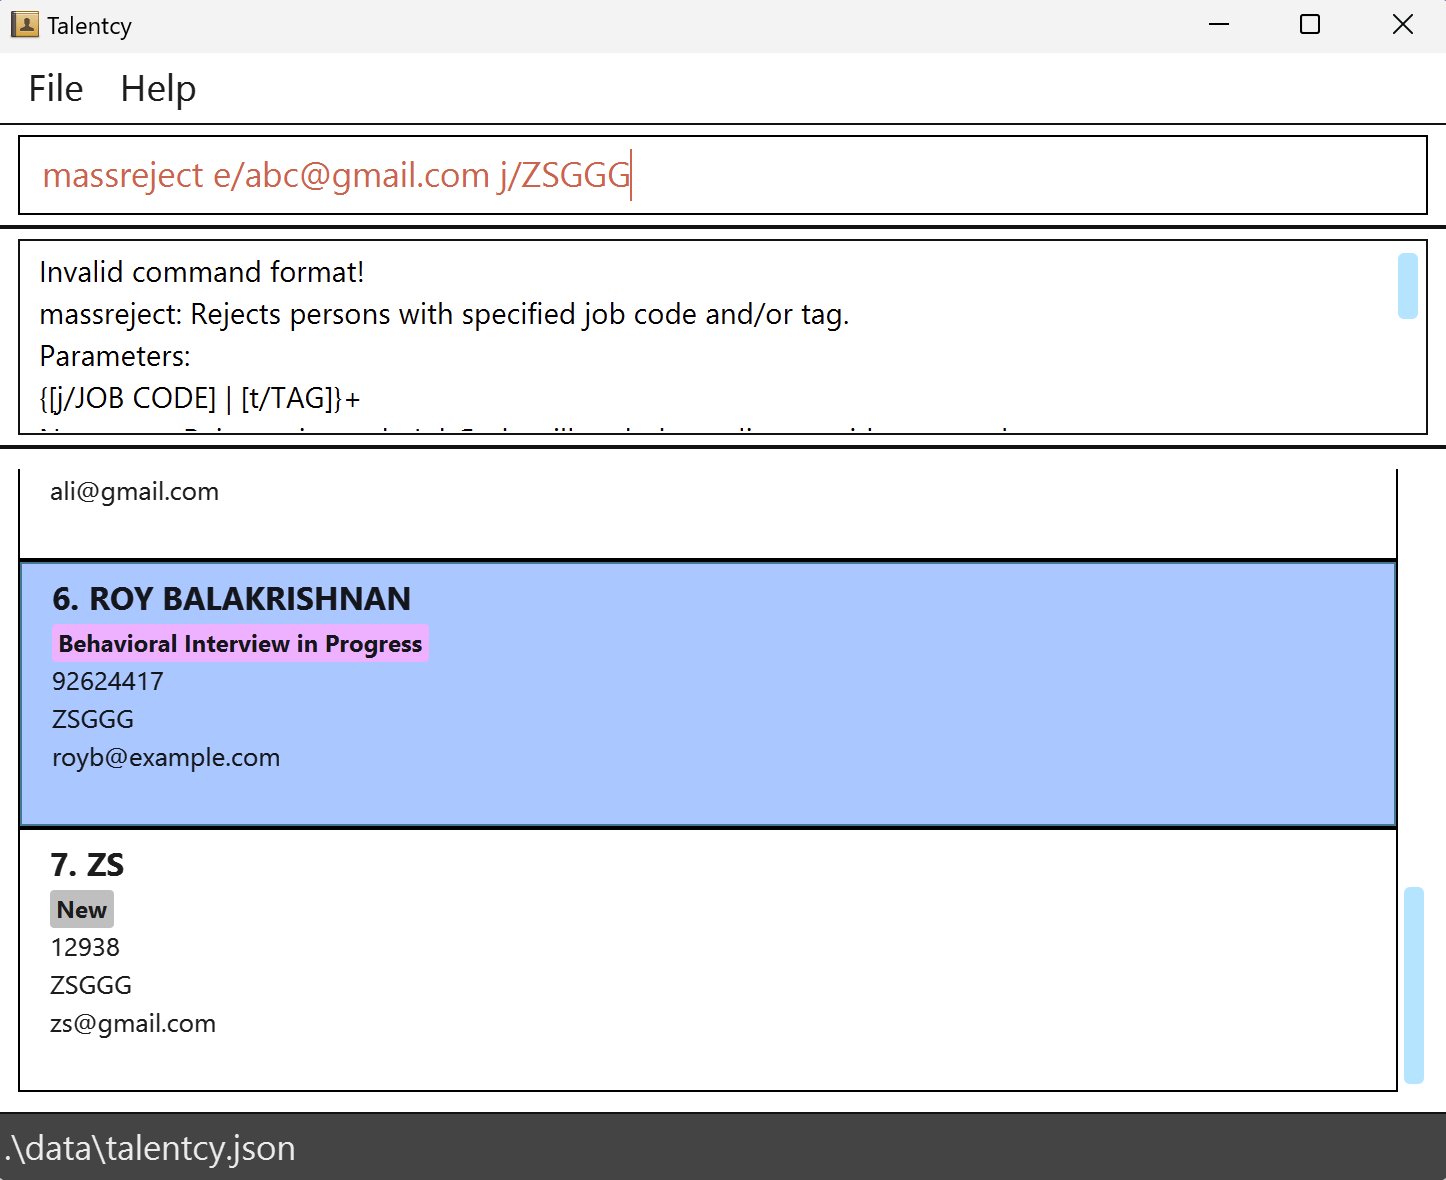 Talentcy
File Help
massreject e/abc@gmail.com j/ZSGGG
Invalid command format!
massreject: Rejects persons with specified job code and/or tag.
Parameters:
{[j/JOB CODE] | [t/TAG]}+
ali@gmail.com
6. ROY BALAKRISHNAN
Behavioral Interview in Progress
92624417
ZSGGG
royb@example.com
7. ZS
New
12938
ZSGGG
zs@gmail.com
.\data\talentcy.json